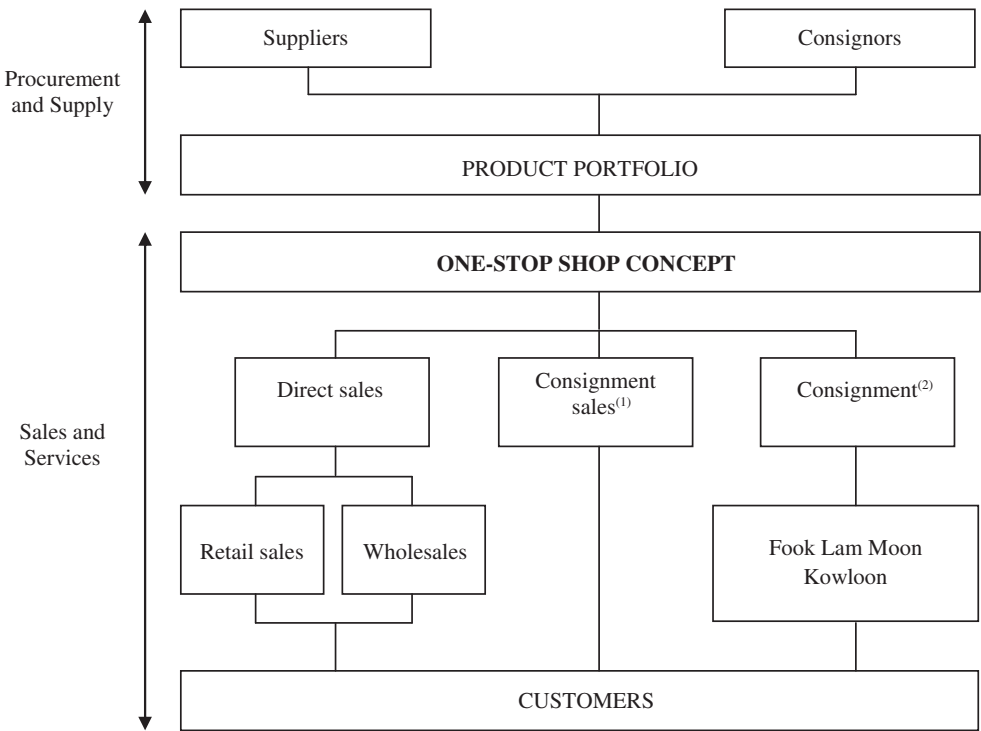 Suppliers
Consignors
Procurement
and Supply
PRODUCT PORTFOLIO
ONE-STOP SHOP CONCEPT
Direct sales
Consignment
sales(1)
Consignment(2)
Sales and
Services
Retail sales
Wholesales
Fook Lam Moon
Kowloon
CUSTOMERS